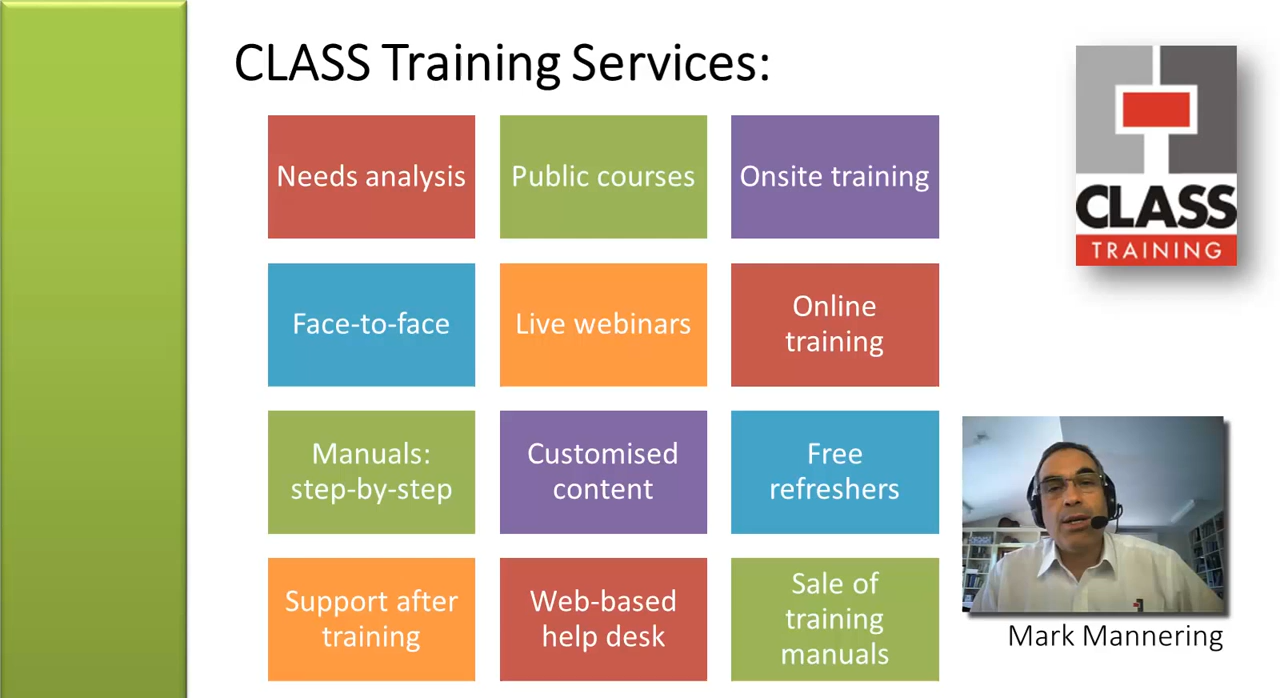 CLASS Training Services:
Needs analysis
Public courses
Onsite training
Face-to-face
Live webinars
Online
training
Manuals:
step-by-step
Customised
content
Free
refreshers
Support after
training
Web-based
help desk
Sale of
training
manuals
CLASS
TRAINING
Mark Mannering